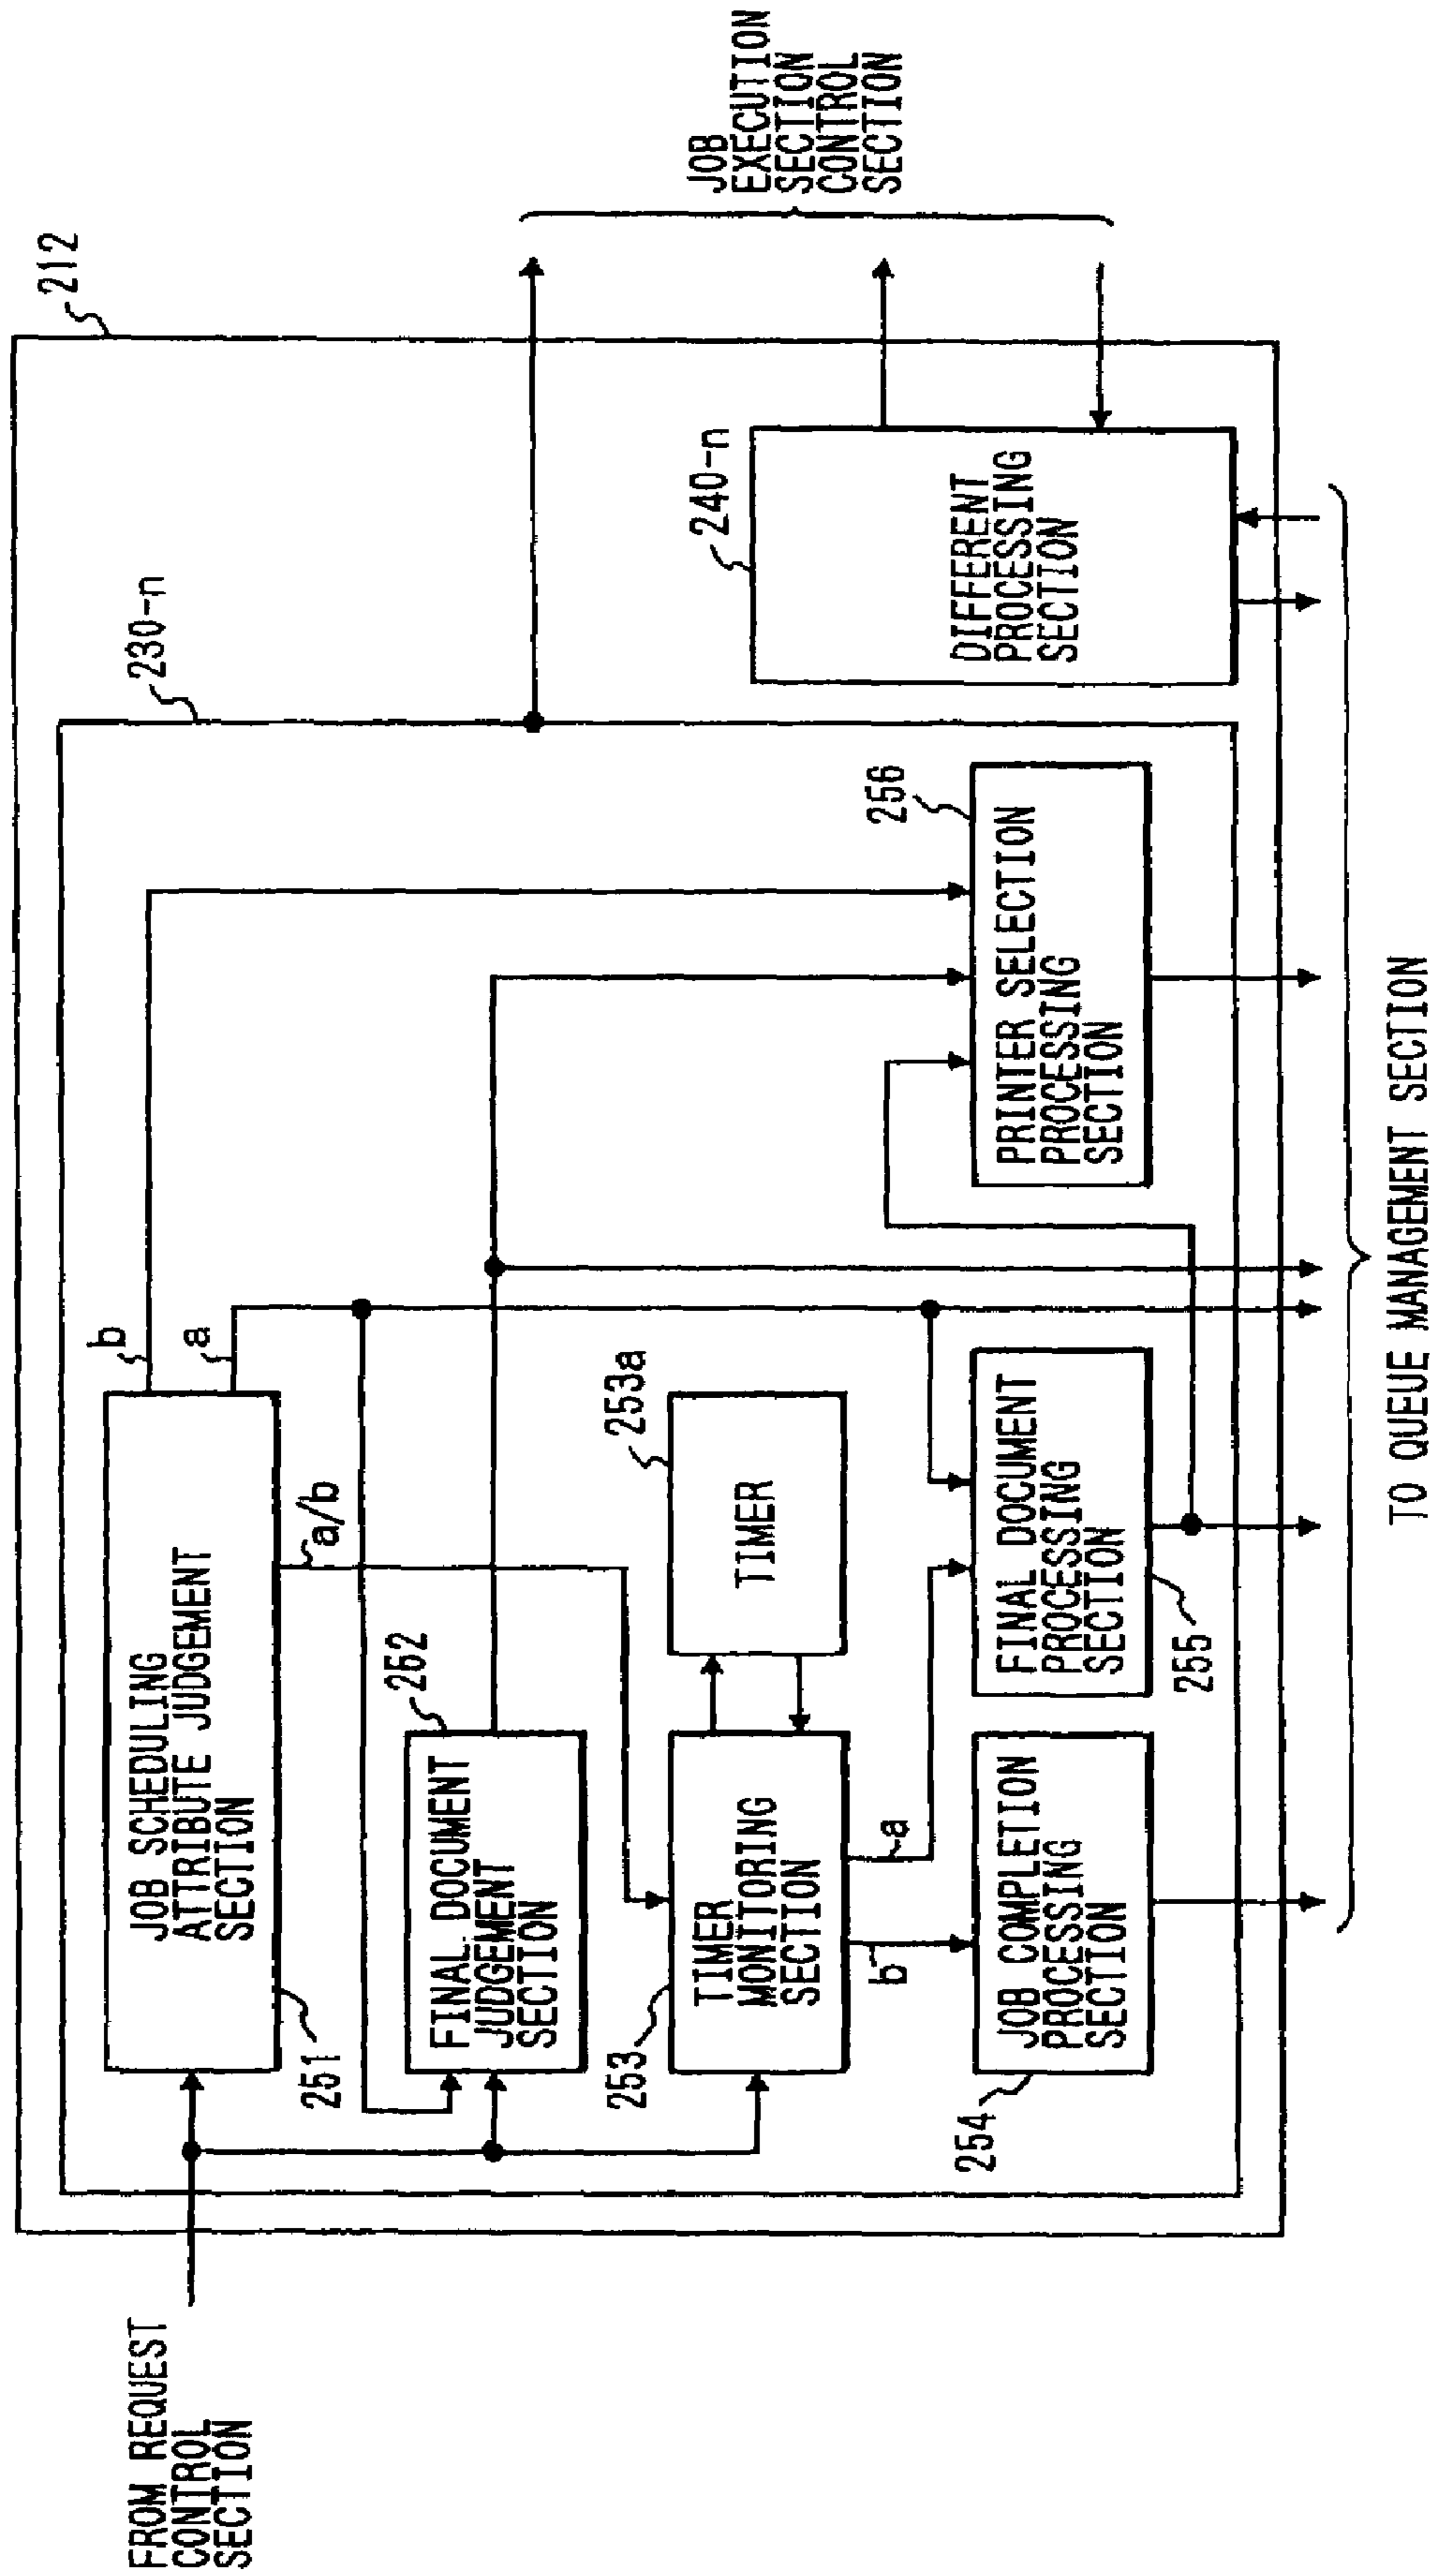 FROM REQUEST
CONTROL
SECTION
212
230-n
JOB SCHEDULING
ATTRIBUTE JUDGEMENT
SECTION
251
b
a
a/b
FINAL DOCUMENT
JUDGEMENT
SECTION
252
TIMER
MONITORING
SECTION
253
TIMER
253a
b
a
JOB COMPLETION
PROCESSING
SECTION
254
FINAL DOCUMENT
PROCESSING
SECTION
255
PRINTER SELECTION
PROCESSING
SECTION
256
DIFFERENT
PROCESSING
SECTION
240-n
JOB
EXECUTION
SECTION
CONTROL
SECTION
TO QUEUE MANAGEMENT SECTION